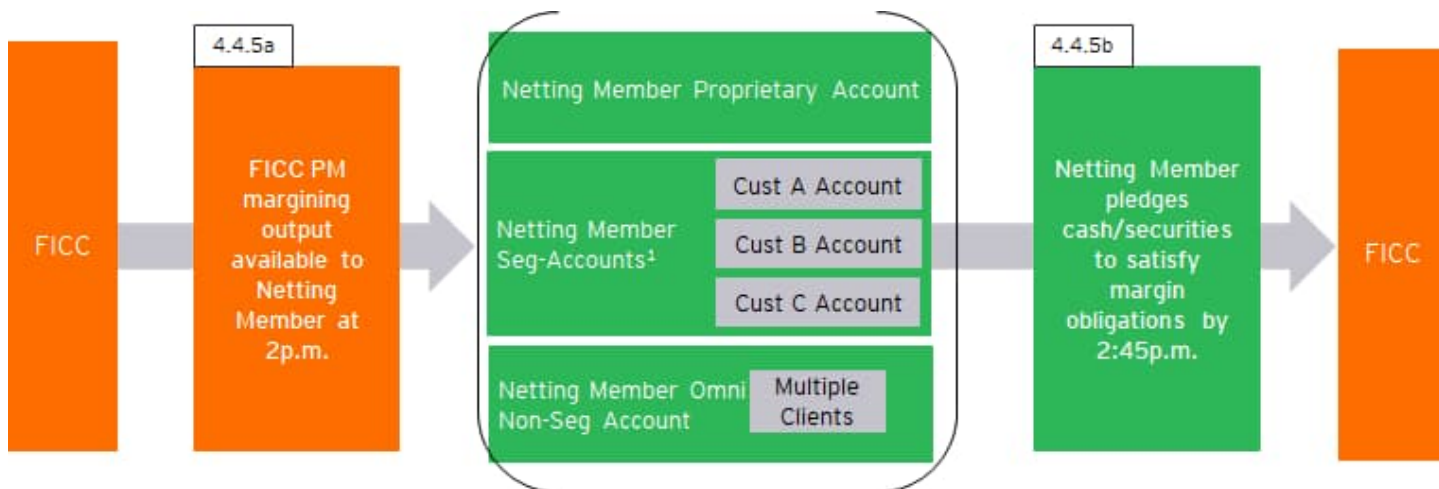 FICC
4.4.5a
FICC PM
margining
output
available to
Netting
Member at
2p.m.
Netting Member Proprietary Account
Netting Member
Seg-Accounts¹
Cust A Account
Cust B Account
Cust C Account
Netting Member Omni
Non-Seg Account
Multiple
Clients
4.4.5b
Netting Member
pledges
cash/securities
to satisfy
margin
obligations by
2:45p.m.
FICC